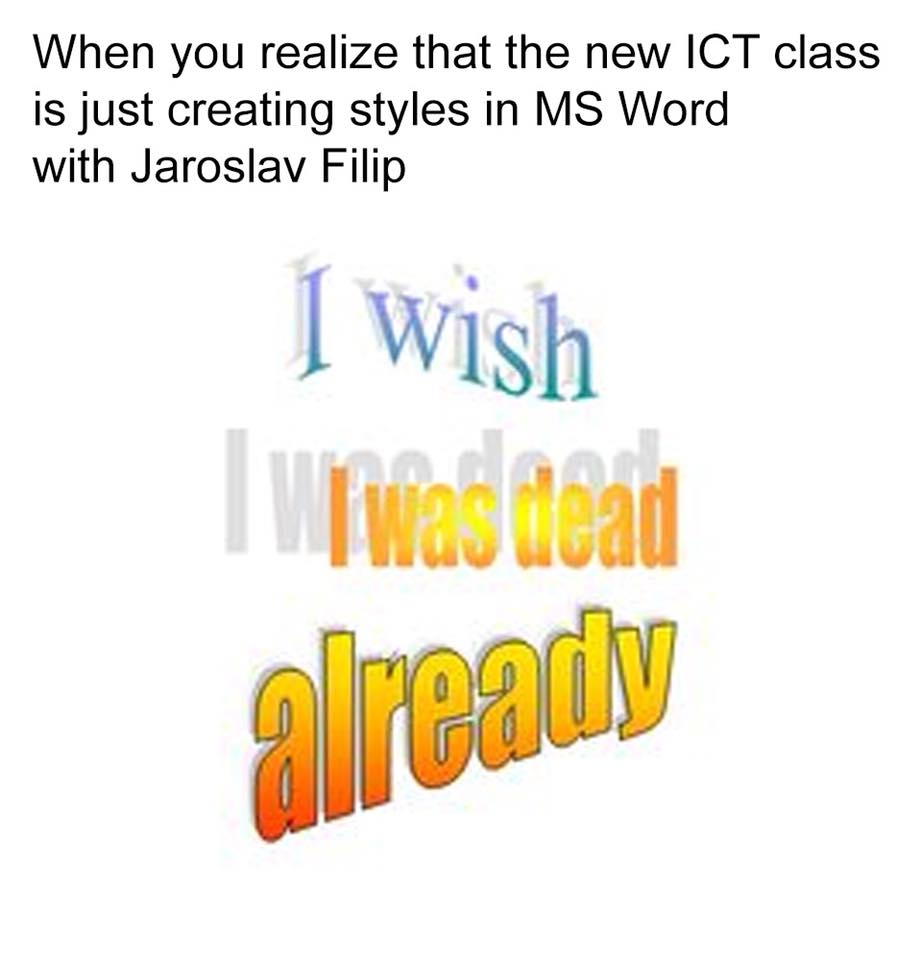 When you realize that the new ICT class
is just creating styles in MS Word
with Jaroslav Filip
I wish
I was dead
already